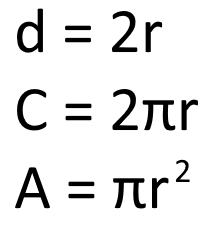 d = 2r
C = 2πr
A = πr²